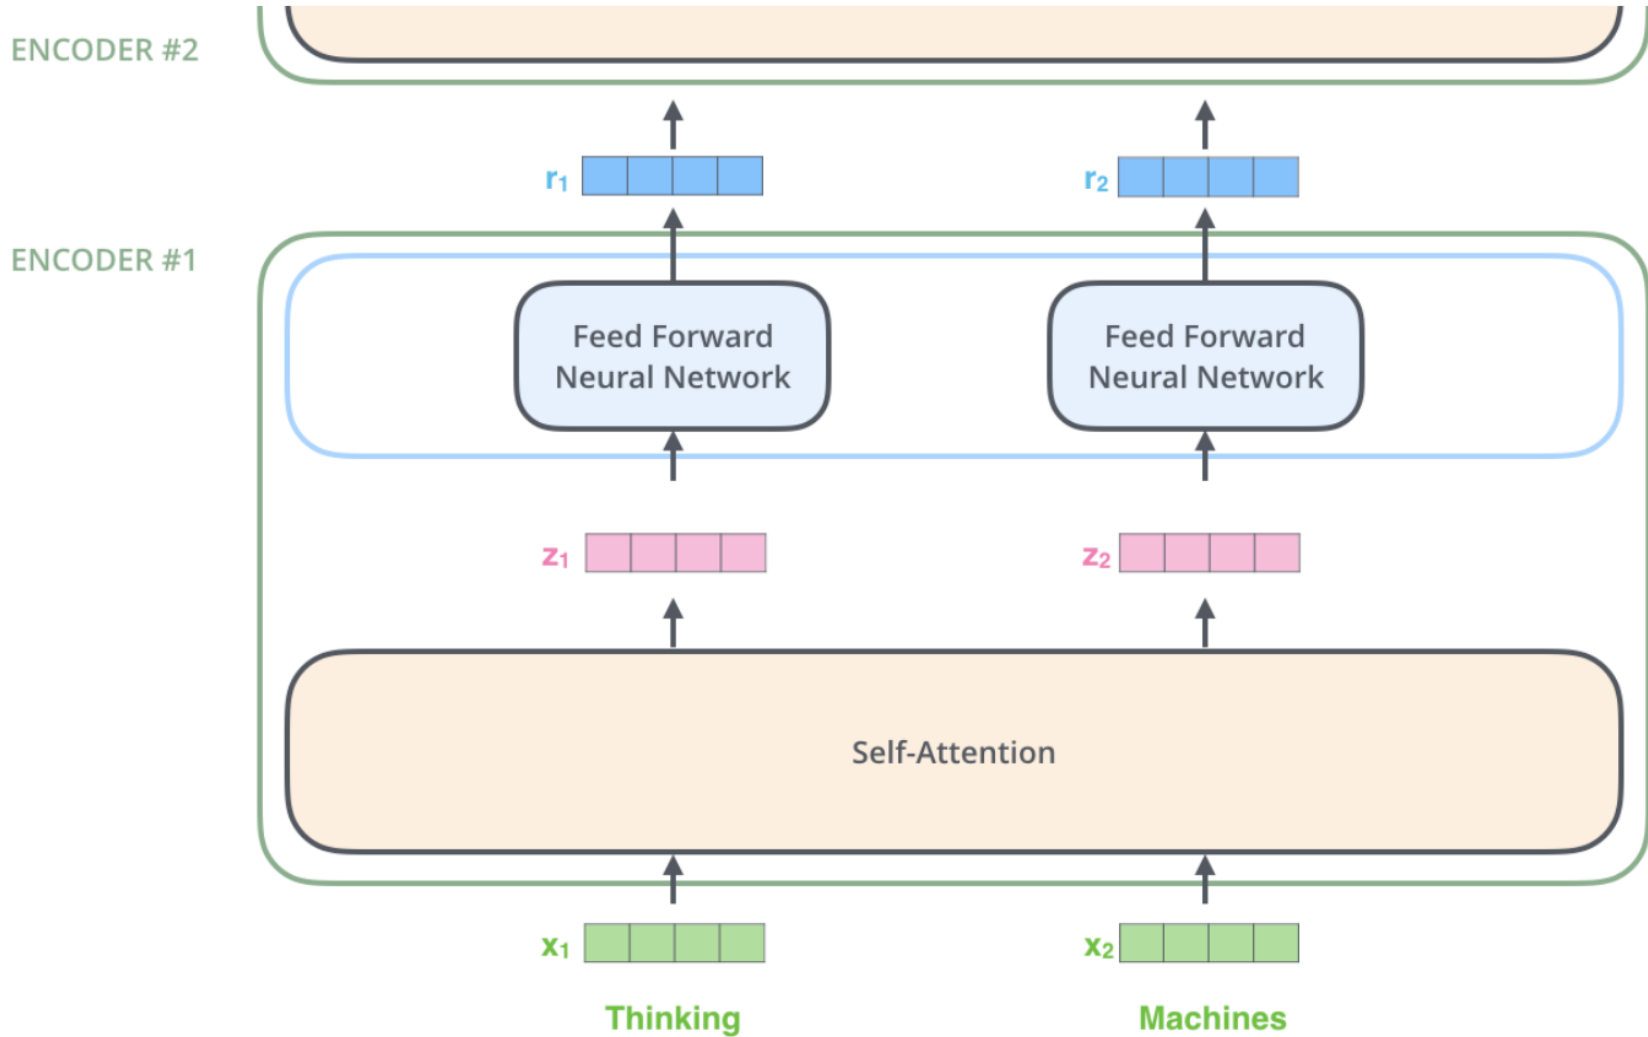 ENCODER #2
r₁
r₂
ENCODER #1
Feed Forward
Neural Network
Feed Forward
Neural Network
z₁
z₂
Self-Attention
x₁
x₂
Thinking
Machines